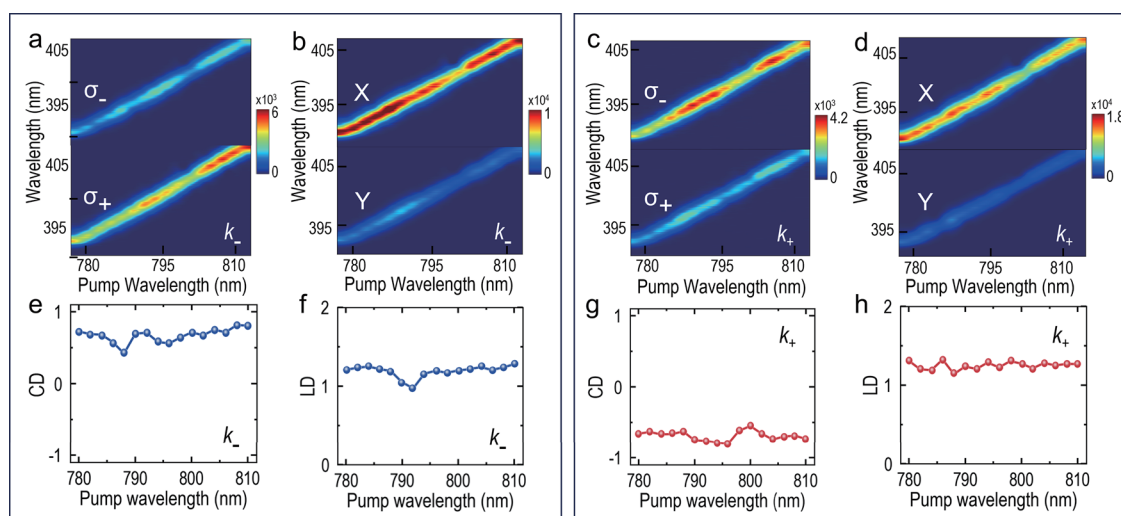 a
405
σ₋
395
405
σ₊
395
k₋
780
795
810
Pump Wavelength (nm)
Wavelength (nm)
x10³
6
0
b
405
X
395
405
Y
395
k₋
780
795
810
Pump Wavelength (nm)
Wavelength (nm)
x10⁴
1
0
c
405
σ₋
395
405
σ₊
395
k₊
780
795
810
Pump Wavelength (nm)
Wavelength (nm)
x10³
4.2
0
d
405
X
395
405
Y
395
k₊
780
795
810
Pump Wavelength (nm)
Wavelength (nm)
x10⁴
1.8
0
e
1
0
-1
CD
k₋
780
790
800
810
Pump wavelength (nm)
f
2
1
0
LD
k₋
780
790
800
810
Pump wavelength (nm)
g
1
0
-1
CD
k₊
780
790
800
810
Pump wavelength (nm)
h
2
1
0
LD
k₊
780
790
800
810
Pump wavelength (nm)